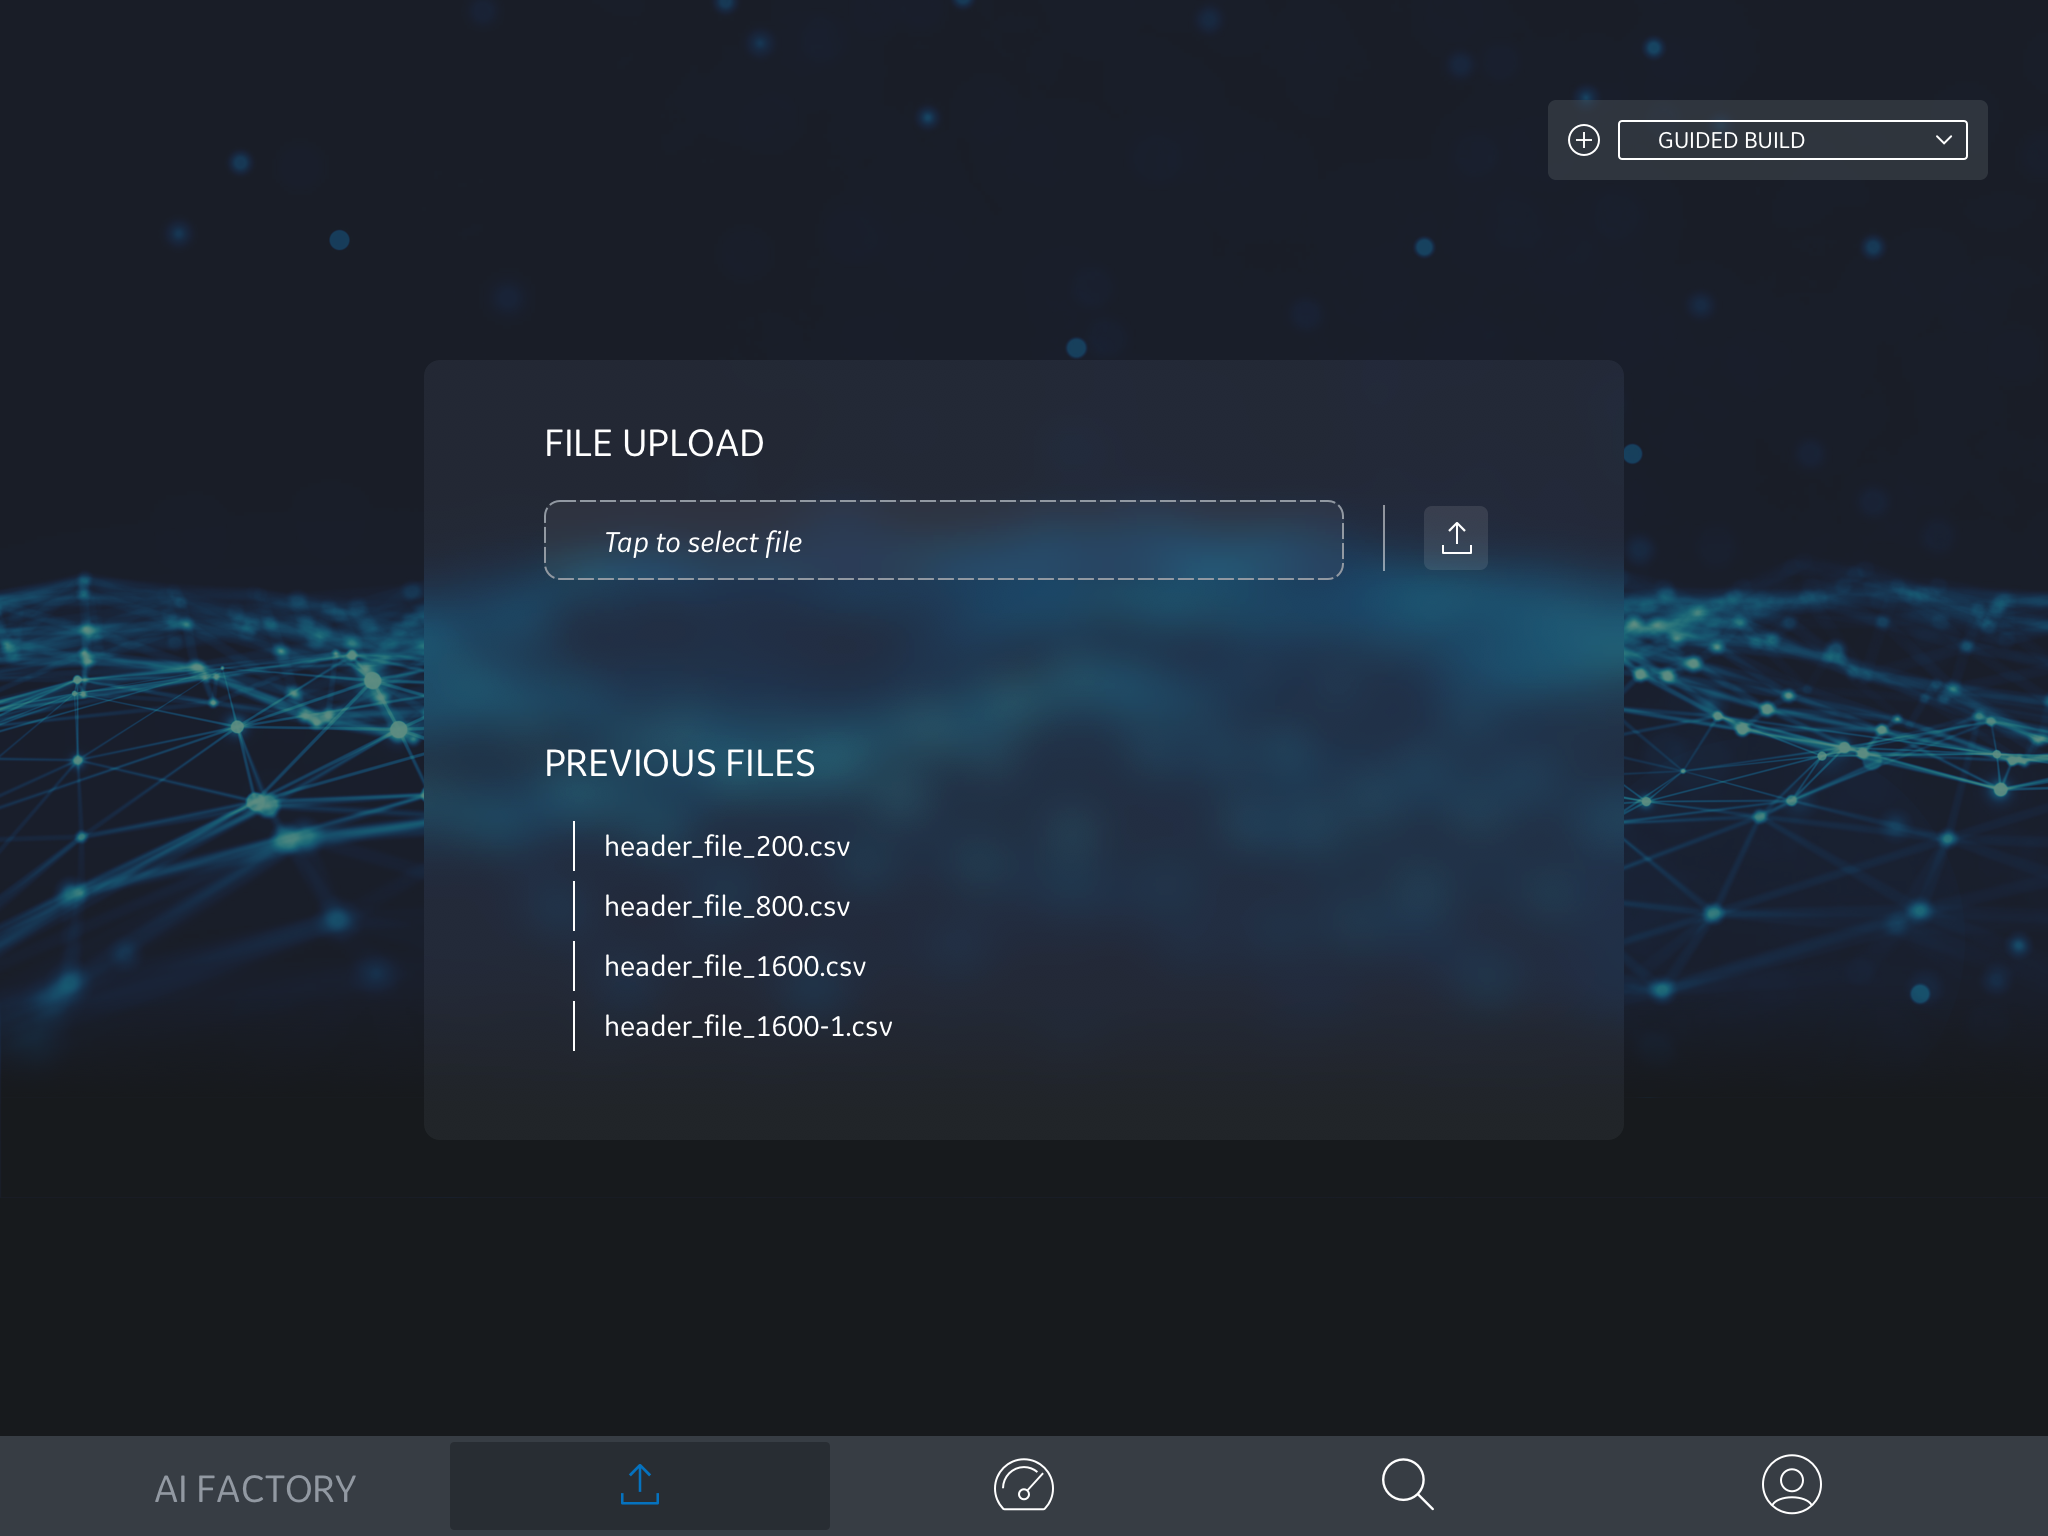 GUIDED BUILD
FILE UPLOAD
Tap to select file
PREVIOUS FILES
header_file_200.csv
header_file_800.csv
header_file_1600.csv
header_file_1600-1.csv
AI FACTORY